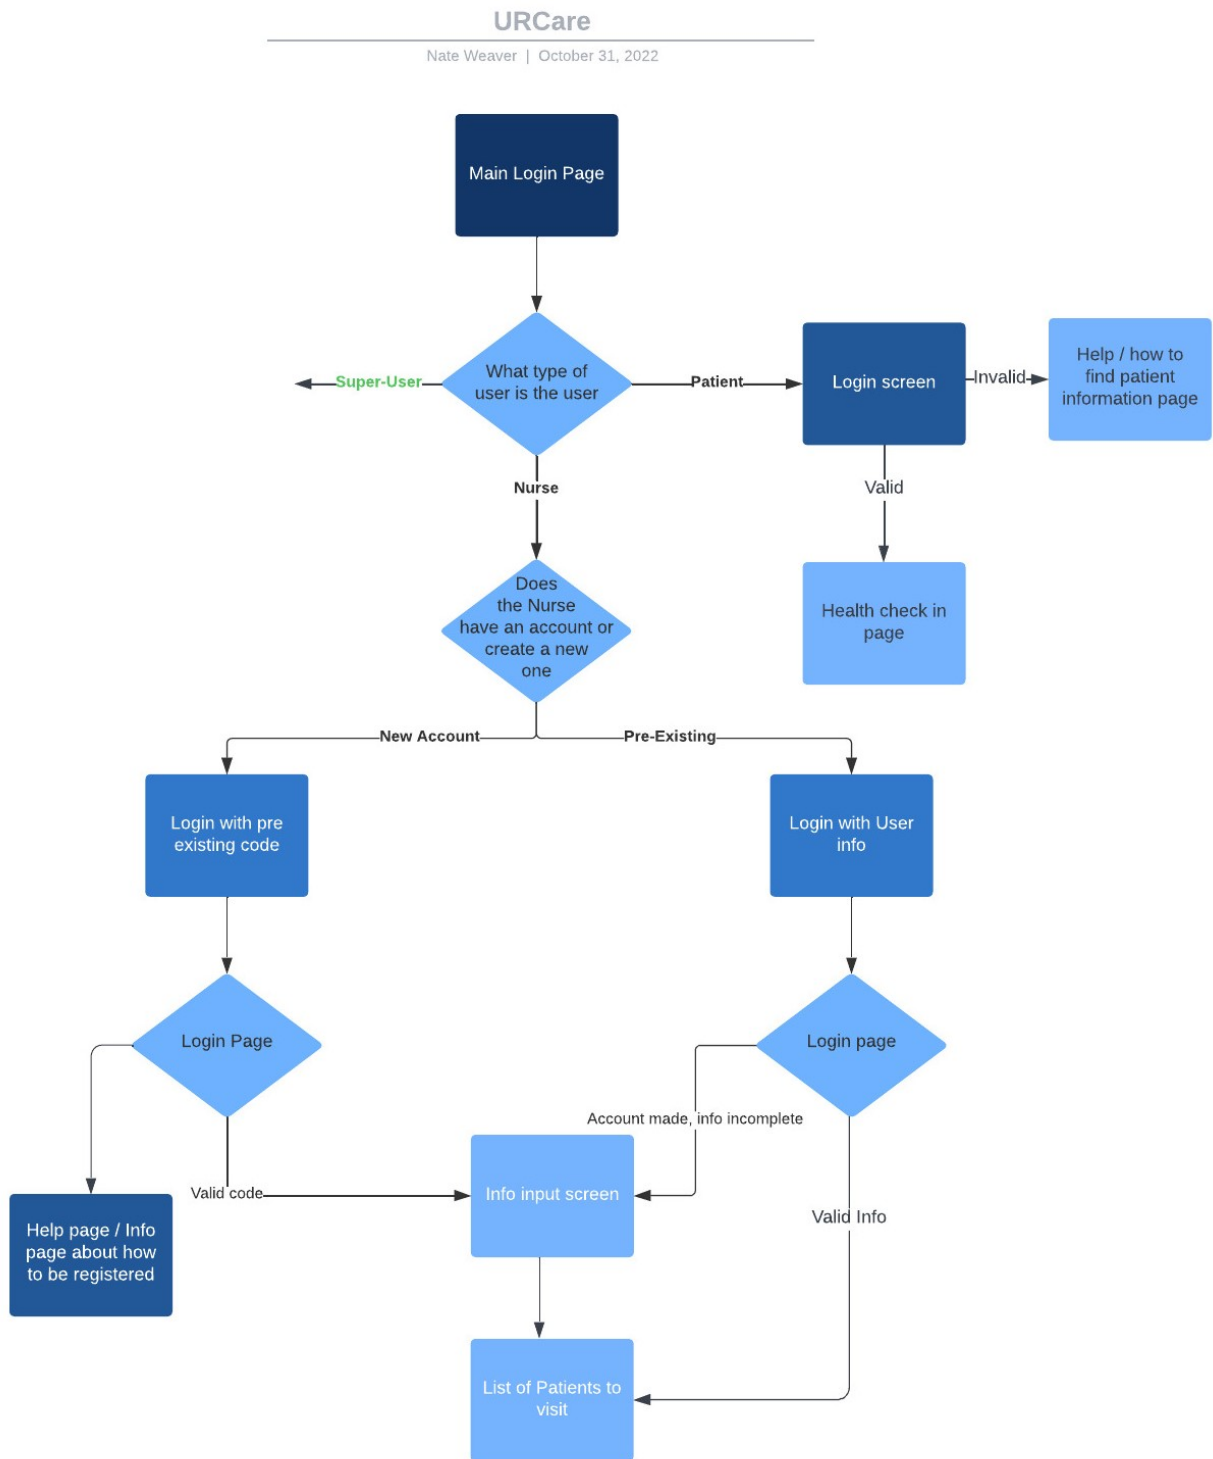 URCare
Nate Weaver | October 31, 2022
Main Login Page
What type of
user is the user
Super-User
Patient
Login screen
Invalid
Help / how to
find patient
information page
Nurse
Valid
Does
the Nurse
have an account or
create a new
one
Health check in
page
New Account
Pre-Existing
Login with pre
existing code
Login with User
info
Login Page
Login page
Account made, info incomplete
Valid code
Info input screen
Valid Info
Help page / Info
page about how
to be registered
List of Patients to
visit